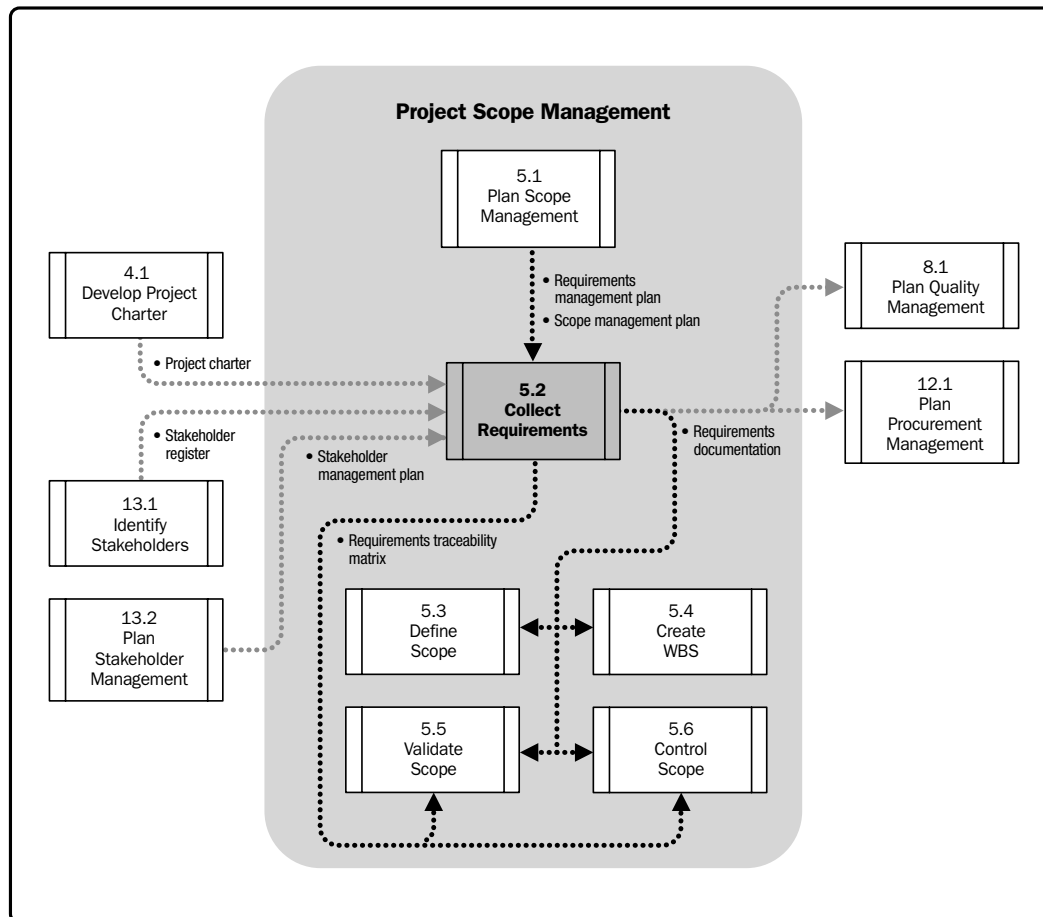 Project Scope Management
5.1
Plan Scope
Management
4.1
Develop Project
Charter
• Requirements
management plan
• Scope management plan
8.1
Plan Quality
Management
• Project charter
5.2
Collect
Requirements
12.1
Plan
Procurement
Management
• Stakeholder
register
• Stakeholder
management plan
• Requirements
documentation
13.1
Identify
Stakeholders
• Requirements traceability
matrix
13.2
Plan
Stakeholder
Management
5.3
Define
Scope
5.4
Create
WBS
5.5
Validate
Scope
5.6
Control
Scope